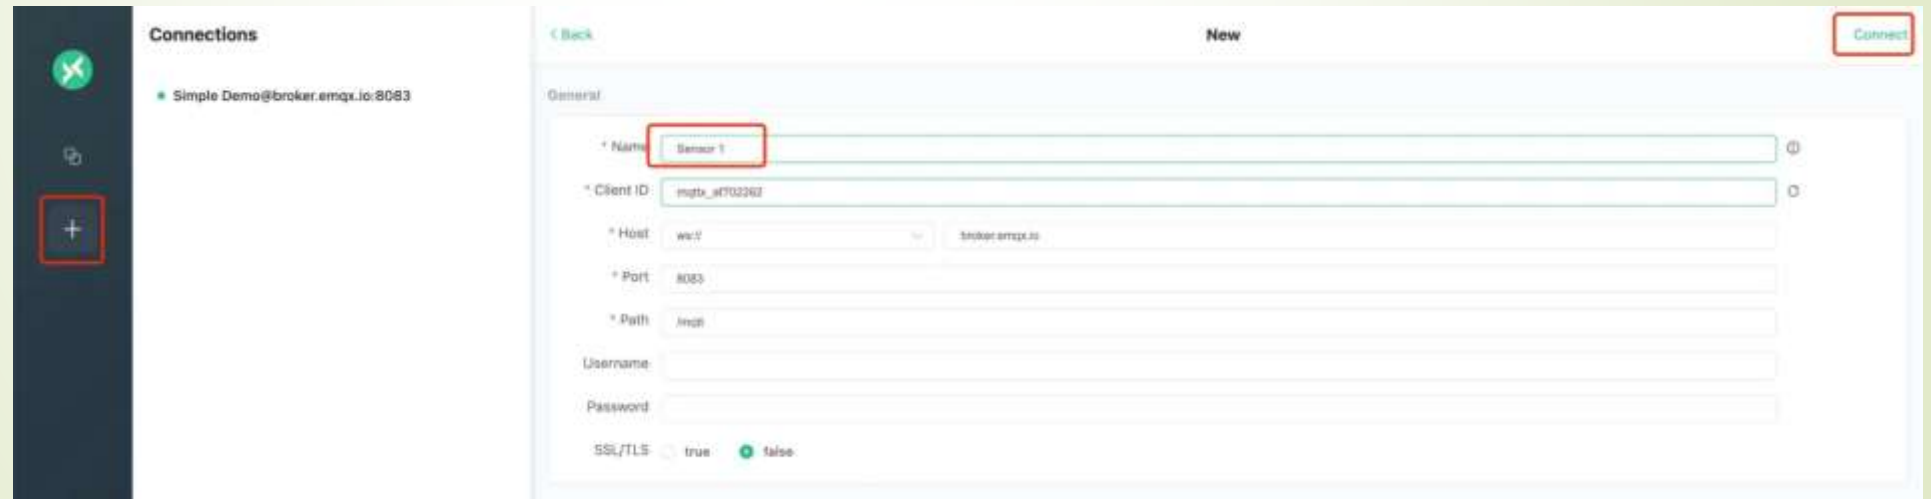 Connections
< Back
New
Connect
Simple Demo@broker.emqx.io:8083
General
* Name Sensor 1
* Client ID mqttx_af702262
* Host ws:// broker.emqx.io
* Port 8083
* Path /mqtt
Username
Password
SSL/TLS true false